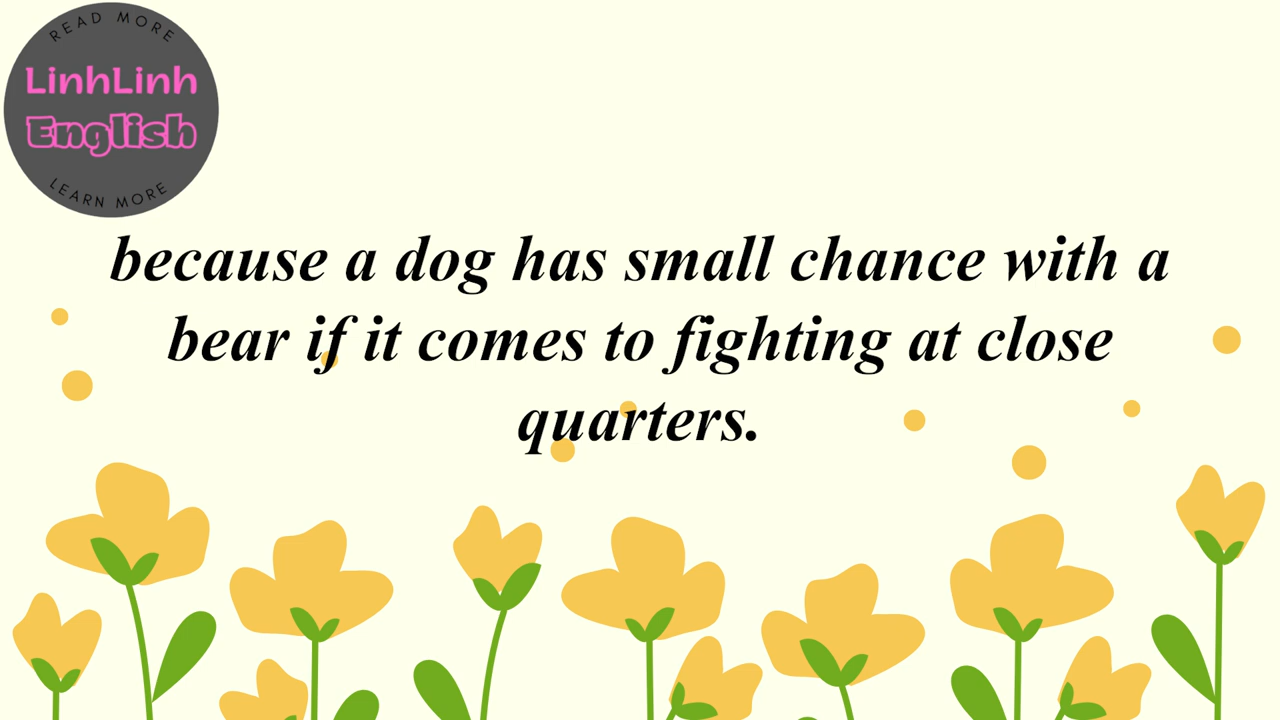 READ MORE
LinhLinh
English
LEARN MORE
because a dog has small chance with a
bear if it comes to fighting at close
quarters.